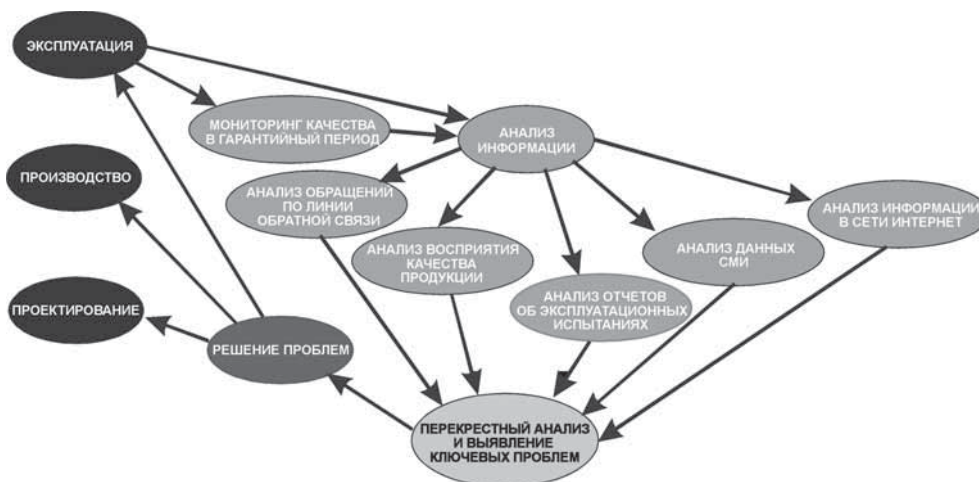 ЭКСПЛУАТАЦИЯ
МОНИТОРИНГ КАЧЕСТВА
В ГАРАНТИЙНЫЙ ПЕРИОД
АНАЛИЗ
ИНФОРМАЦИИ
ПРОИЗВОДСТВО
АНАЛИЗ ОБРАЩЕНИЙ
ПО ЛИНИИ
ОБРАТНОЙ СВЯЗИ
АНАЛИЗ ИНФОРМАЦИИ
В СЕТИ ИНТЕРНЕТ
АНАЛИЗ ВОСПРИЯТИЯ
КАЧЕСТВА
ПРОДУКЦИИ
АНАЛИЗ ДАННЫХ
СМИ
АНАЛИЗ ОТЧЕТОВ
ОБ ЭКСПЛУАТАЦИОННЫХ
ИСПЫТАНИЯХ
ПРОЕКТИРОВАНИЕ
РЕШЕНИЕ ПРОБЛЕМ
ПЕРЕКРЕСТНЫЙ АНАЛИЗ
И ВЫЯВЛЕНИЕ
КЛЮЧЕВЫХ ПРОБЛЕМ